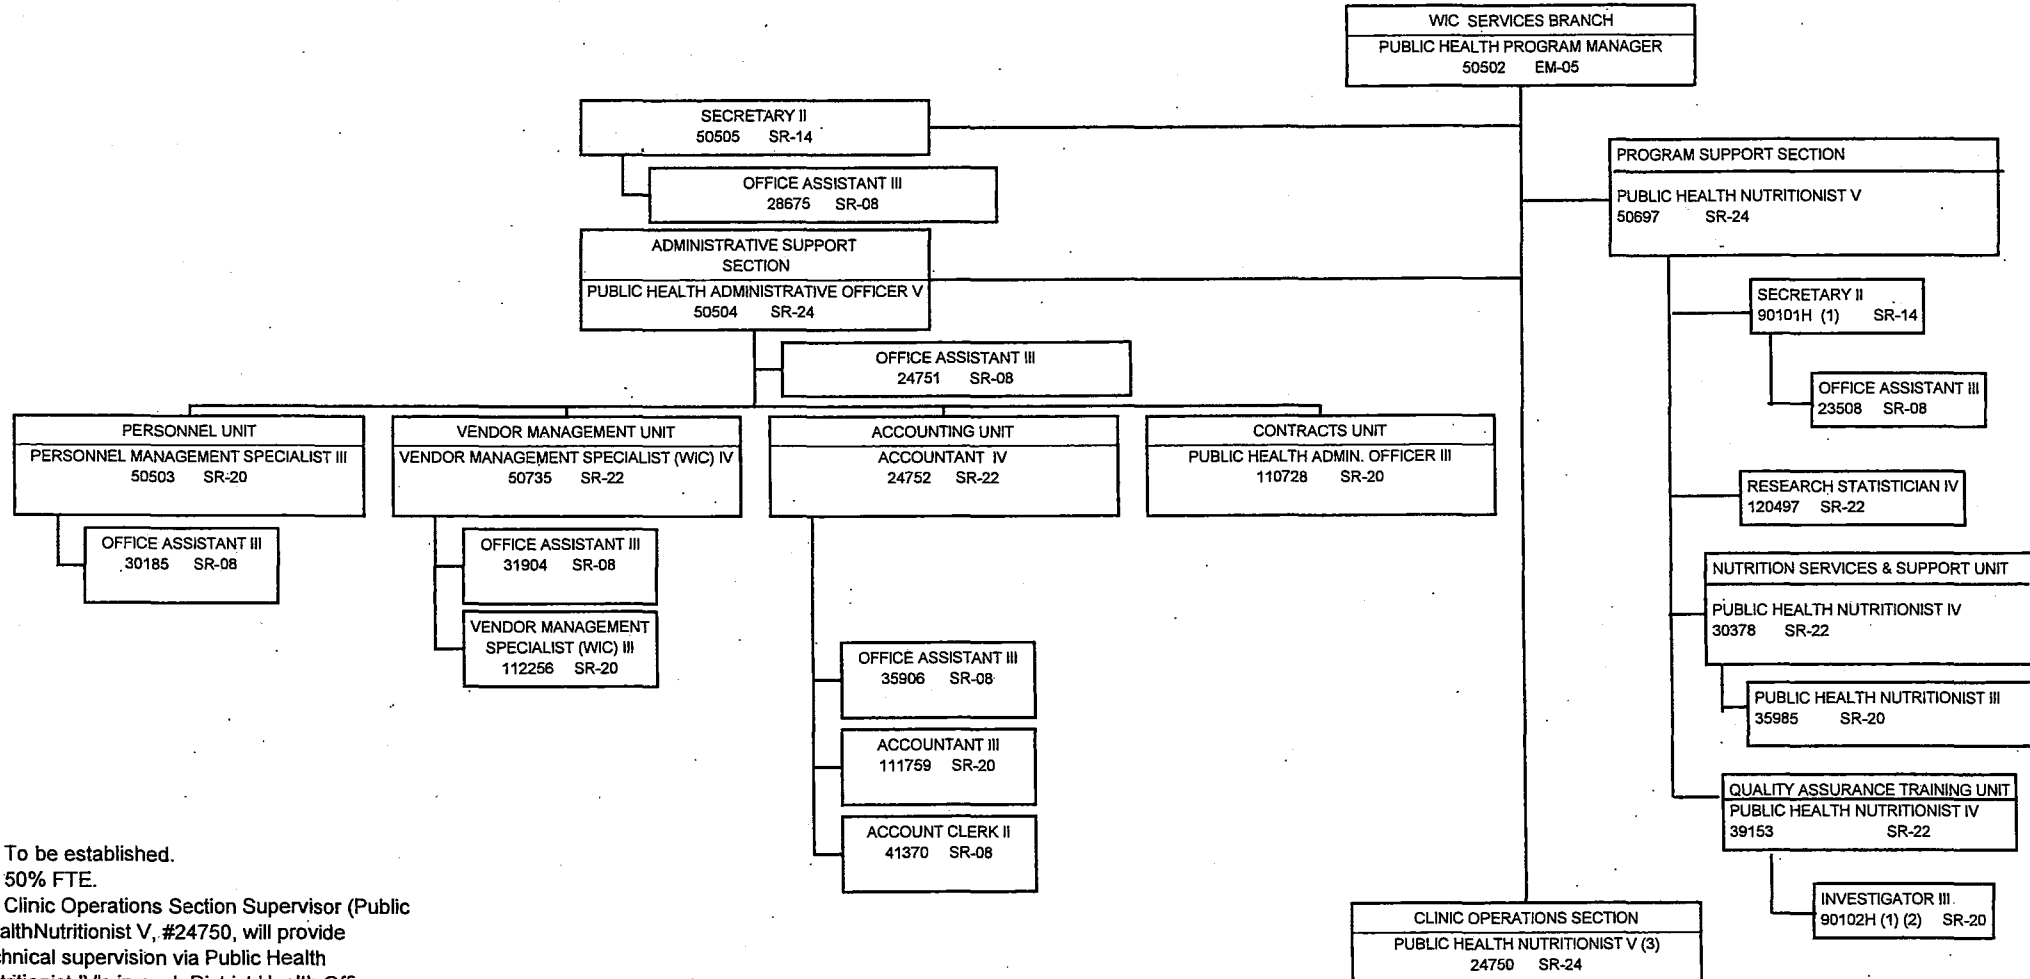 WIC SERVICES BRANCH
PUBLIC HEALTH PROGRAM MANAGER
50502 EM-05
SECRETARY II
50505 SR-14
OFFICE ASSISTANT III
28675 SR-08
ADMINISTRATIVE SUPPORT
SECTION
PUBLIC HEALTH ADMINISTRATIVE OFFICER V
50504 SR-24
OFFICE ASSISTANT III
24751 SR-08
PERSONNEL UNIT
PERSONNEL MANAGEMENT SPECIALIST III
50503 SR-20
OFFICE ASSISTANT III
30185 SR-08
VENDOR MANAGEMENT UNIT
VENDOR MANAGEMENT SPECIALIST (WIC) IV
50735 SR-22
OFFICE ASSISTANT III
31904 SR-08
VENDOR MANAGEMENT
SPECIALIST (WIC) III
112256 SR-20
ACCOUNTING UNIT
ACCOUNTANT IV
24752 SR-22
OFFICE ASSISTANT III
35906 SR-08
ACCOUNTANT III
111759 SR-20
ACCOUNT CLERK II
41370 SR-08
CONTRACTS UNIT
PUBLIC HEALTH ADMIN. OFFICER III
110728 SR-20
PROGRAM SUPPORT SECTION
PUBLIC HEALTH NUTRITIONIST V
50697 SR-24
SECRETARY II
90101H (1) SR-14
OFFICE ASSISTANT III
23508 SR-08
RESEARCH STATISTICIAN IV
120497 SR-22
NUTRITION SERVICES & SUPPORT UNIT
PUBLIC HEALTH NUTRITIONIST IV
30378 SR-22
PUBLIC HEALTH NUTRITIONIST III
35985 SR-20
QUALITY ASSURANCE TRAINING UNIT
PUBLIC HEALTH NUTRITIONIST IV
39153 SR-22
INVESTIGATOR III
90102H (1) (2) SR-20
CLINIC OPERATIONS SECTION
PUBLIC HEALTH NUTRITIONIST V (3)
24750 SR-24
To be established.
50% FTE.
Clinic Operations Section Supervisor (Public
althNutritionist V, #24750, will provide
chnical supervision via Public Health